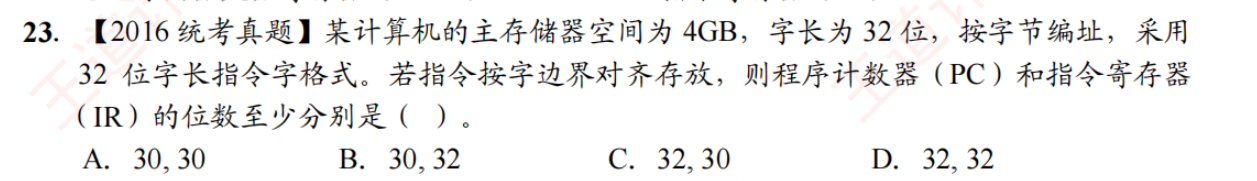 23. 【2016 统考真题】某计算机的主存储器空间为 4GB，字长为 32 位，按字节编址，采用
32 位字长指令字格式。若指令按字边界对齐存放，则程序计数器（PC）和指令寄存器
（IR）的位数至少分别是（ ）。
A. 30, 30 B. 30, 32 C. 32, 30 D. 32, 32